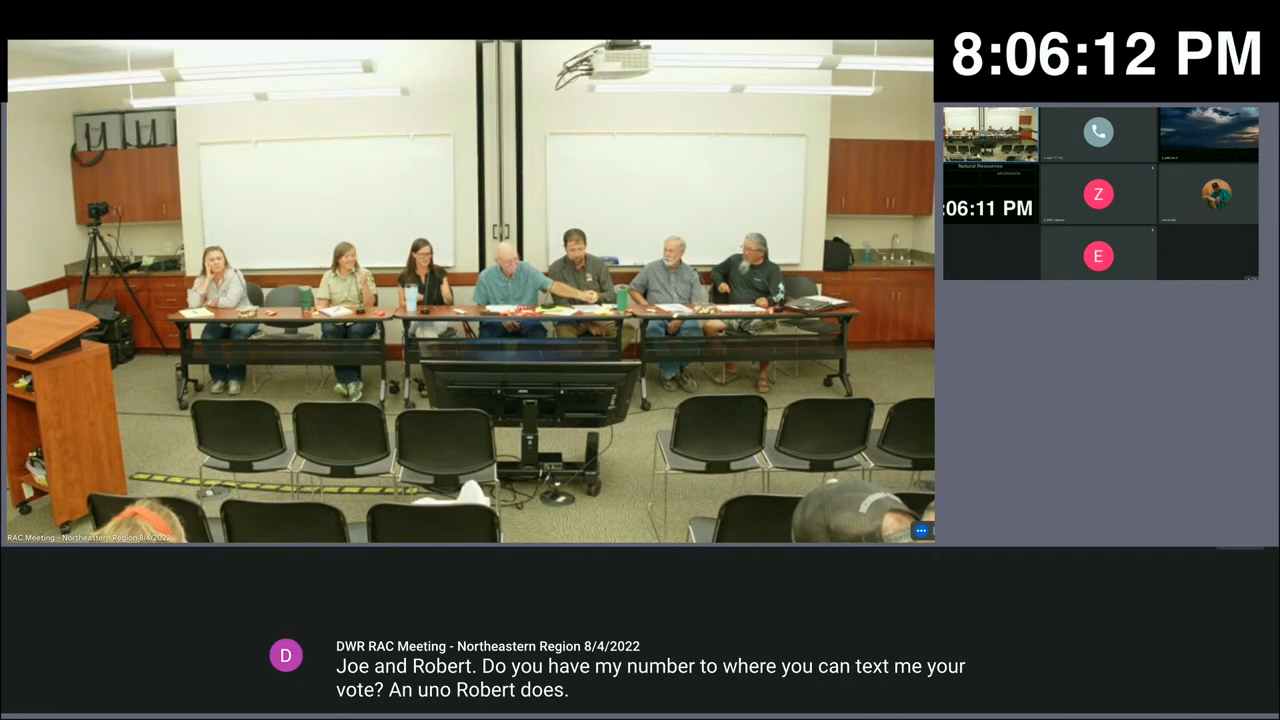 8:06:12 PM
Natural Resources
:06:11 PM
Z
E
RAC Meeting - Northeastern Region 8/4/2022
D
DWR RAC Meeting - Northeastern Region 8/4/2022
Joe and Robert. Do you have my number to where you can text me your
vote? An uno Robert does.